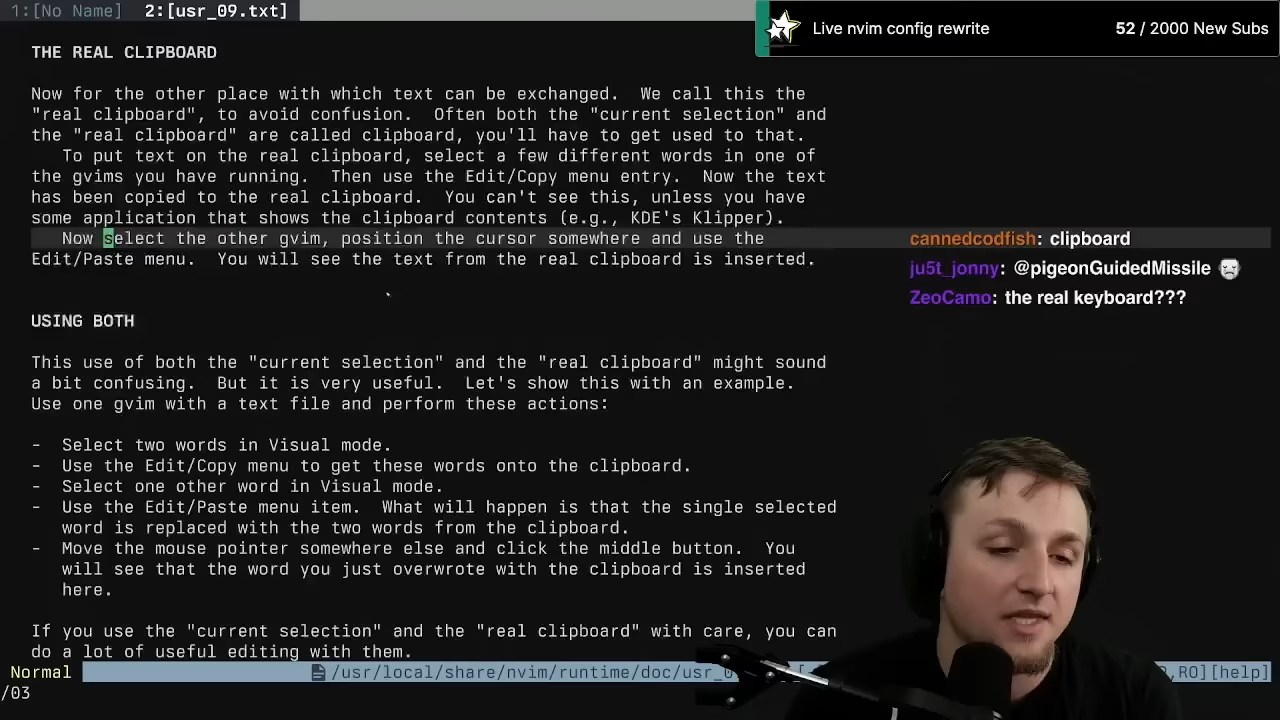 1:[No Name]  2:[usr_09.txt]
Live nvim config rewrite 52 / 2000 New Subs
THE REAL CLIPBOARD
Now for the other place with which text can be exchanged.  We call this the
"real clipboard", to avoid confusion.  Often both the "current selection" and
the "real clipboard" are called clipboard, you'll have to get used to that.
To put text on the real clipboard, select a few different words in one of
the gvims you have running.  Then use the Edit/Copy menu entry.  Now the text
has been copied to the real clipboard.  You can't see this, unless you have
some application that shows the clipboard contents (e.g., KDE's Klipper).
Now select the other gvim, position the cursor somewhere and use the
Edit/Paste menu.  You will see the text from the real clipboard is inserted.
cannedcodfish: clipboard
ju5t_jonny: @pigeonGuidedMissile
ZeoCamo: the real keyboard???
USING BOTH
This use of both the "current selection" and the "real clipboard" might sound
a bit confusing.  But it is very useful.  Let's show this with an example.
Use one gvim with a text file and perform these actions:
-  Select two words in Visual mode.
-  Use the Edit/Copy menu to get these words onto the clipboard.
-  Select one other word in Visual mode.
-  Use the Edit/Paste menu item.  What will happen is that the single selected
word is replaced with the two words from the clipboard.
-  Move the mouse pointer somewhere else and click the middle button.  You
will see that the word you just overwrote with the clipboard is inserted
here.
If you use the "current selection" and the "real clipboard" with care, you can
do a lot of useful editing with them.
Normal /usr/local/share/nvim/runtime/doc/usr_0 ,RO][help]
/03